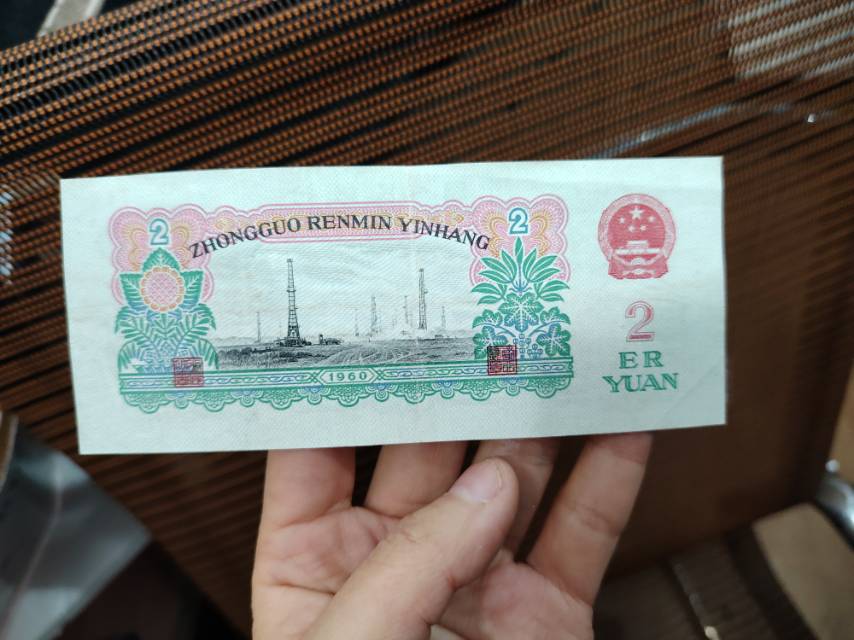 2
2
ZHONGGUO RENMIN YINHANG
1960
2
ER
YUAN